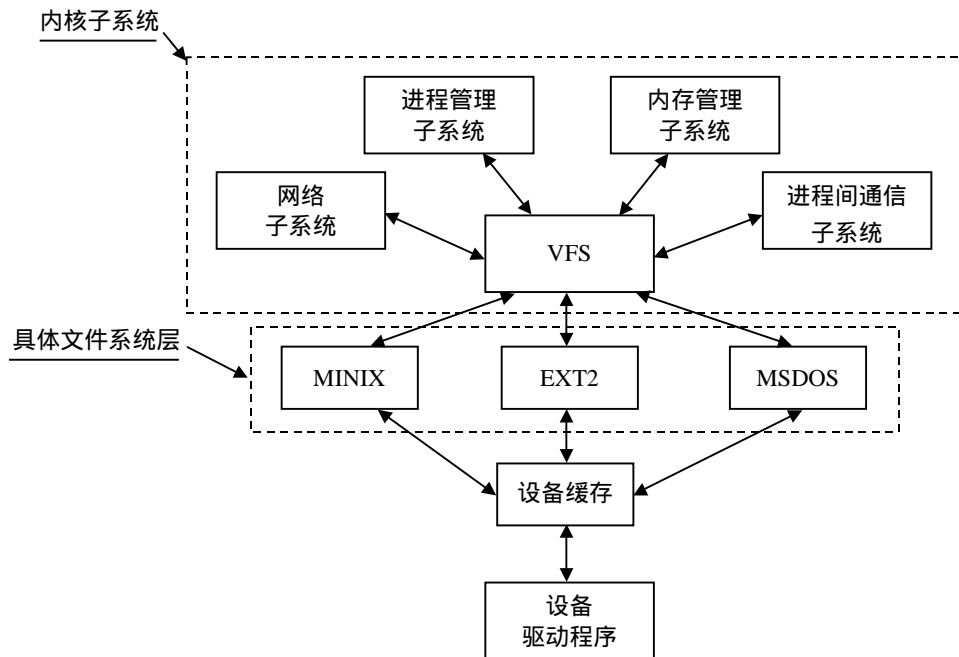 内核子系统
进程管理
子系统
内存管理
子系统
网络
子系统
进程间通信
子系统
VFS
具体文件系统层
MINIX
EXT2
MSDOS
设备缓存
设备
驱动程序